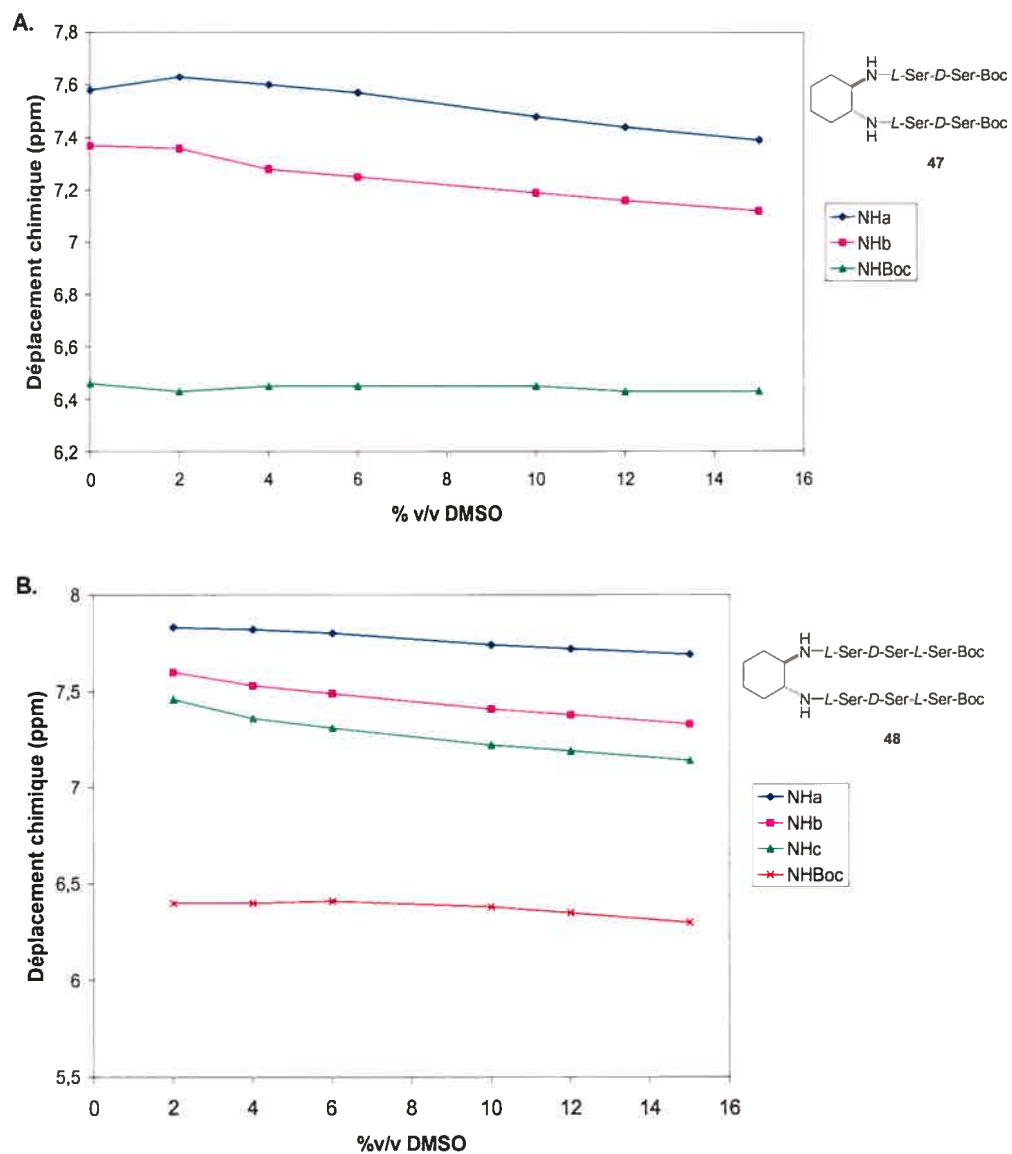 A.
7,8
7,6
7,4
7,2
7
6,8
6,6
6,4
6,2
Déplacement chimique (ppm)
0 2 4 6 8 10 12 14 16
% v/v DMSO
H
N-L-Ser-D-Ser-Boc
N-L-Ser-D-Ser-Boc
H
47
NHa
NHb
NHBoc
B.
8
7,5
7
6,5
6
5,5
Déplacement chimique (ppm)
0 2 4 6 8 10 12 14 16
%v/v DMSO
H
N-L-Ser-D-Ser-L-Ser-Boc
N-L-Ser-D-Ser-L-Ser-Boc
H
48
NHa
NHb
NHc
NHBoc